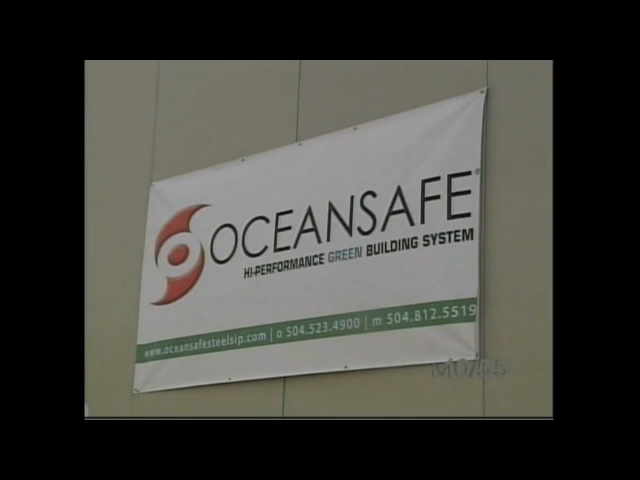 OCEANSAFE®
HI-PERFORMANCE GREEN BUILDING SYSTEM
www.oceansafesteelsip.com | o 504.523.4900 | m 504.812.5519